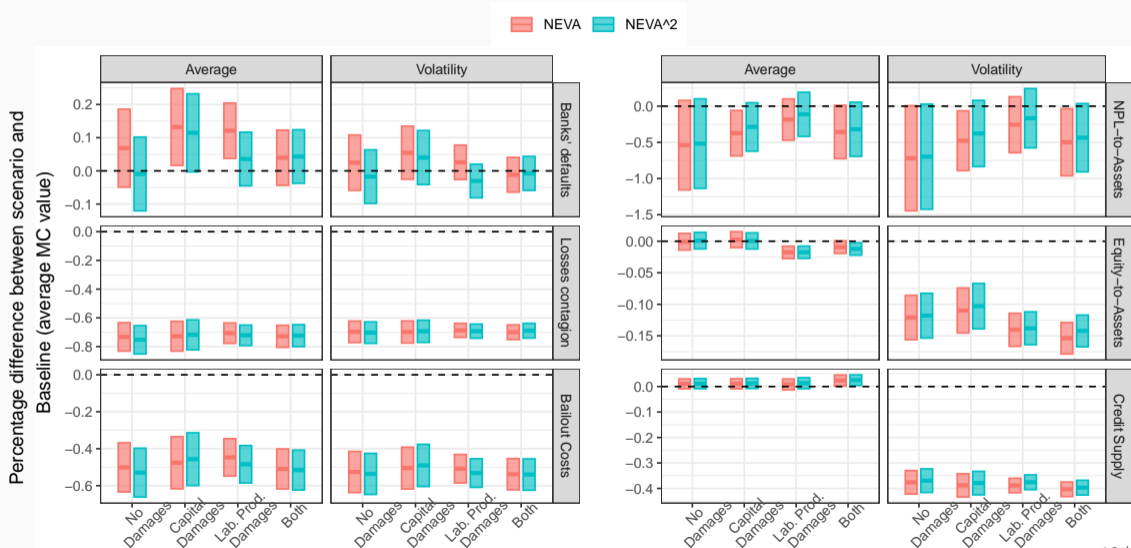 NEVA NEVA^2
Percentage difference between scenario and
Baseline (average MC value)
Average Volatility
0.2
0.1
0.0
−0.1
Banks' defaults
0.0
−0.2
−0.4
−0.6
−0.8
Losses contagion
0.0
−0.2
−0.4
−0.6
Bailout Costs
No Damages
Capital Damages
Lab. Prod. Damages
Both
No Damages
Capital Damages
Lab. Prod. Damages
Both
Average Volatility
0.0
−0.5
−1.0
−1.5
NPL−to−Assets
0.00
−0.05
−0.10
−0.15
Equity−to−Assets
0.0
−0.1
−0.2
−0.3
−0.4
Credit Supply
No Damages
Capital Damages
Lab. Prod. Damages
Both
No Damages
Capital Damages
Lab. Prod. Damages
Both